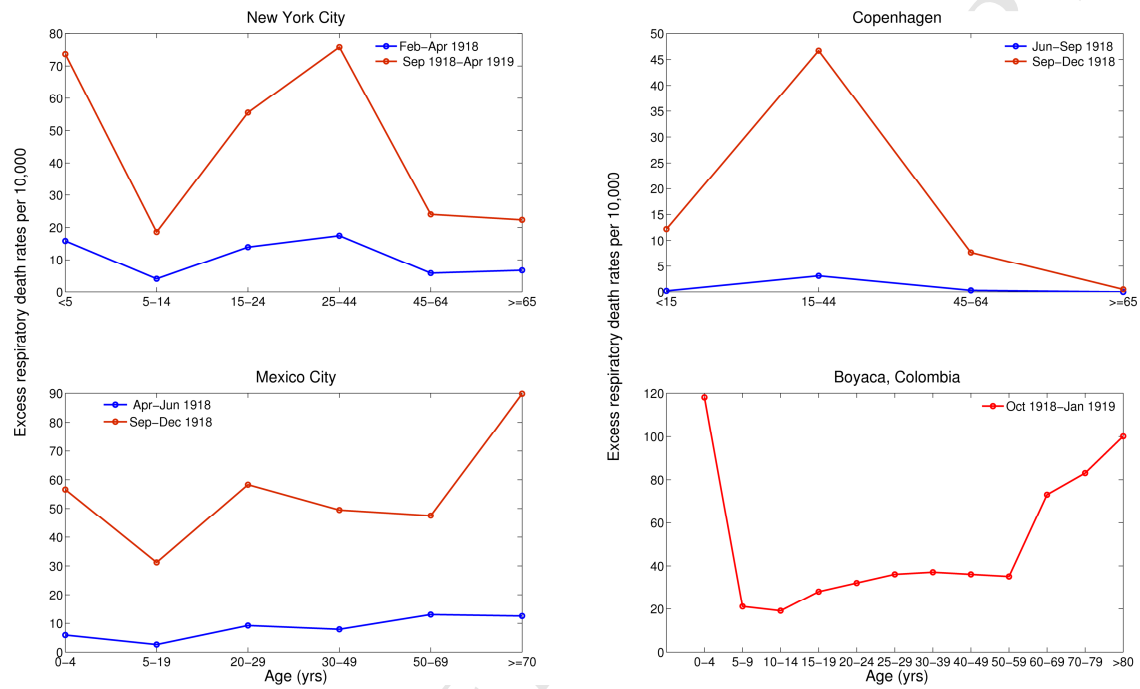 New York City
80
70
60
50
40
30
20
10
0
Feb–Apr 1918
Sep 1918–Apr 1919
<5 5–14 15–24 25–44 45–64 >=65
Copenhagen
50
45
40
35
30
25
20
15
10
5
0
Jun–Sep 1918
Sep–Dec 1918
<15 15–44 45–64 >=65
Excess respiratory death rates per 10,000
Excess respiratory death rates per 10,000
Mexico City
90
80
70
60
50
40
30
20
10
0
Apr–Jun 1918
Sep–Dec 1918
0–4 5–19 20–29 30–49 50–69 >=70
Age (yrs)
Boyaca, Colombia
120
100
80
60
40
20
0
Oct 1918–Jan 1919
0–4 5–9 10–14 15–19 20–24 25–29 30–39 40–49 50–59 60–69 70–79 >80
Age (yrs)